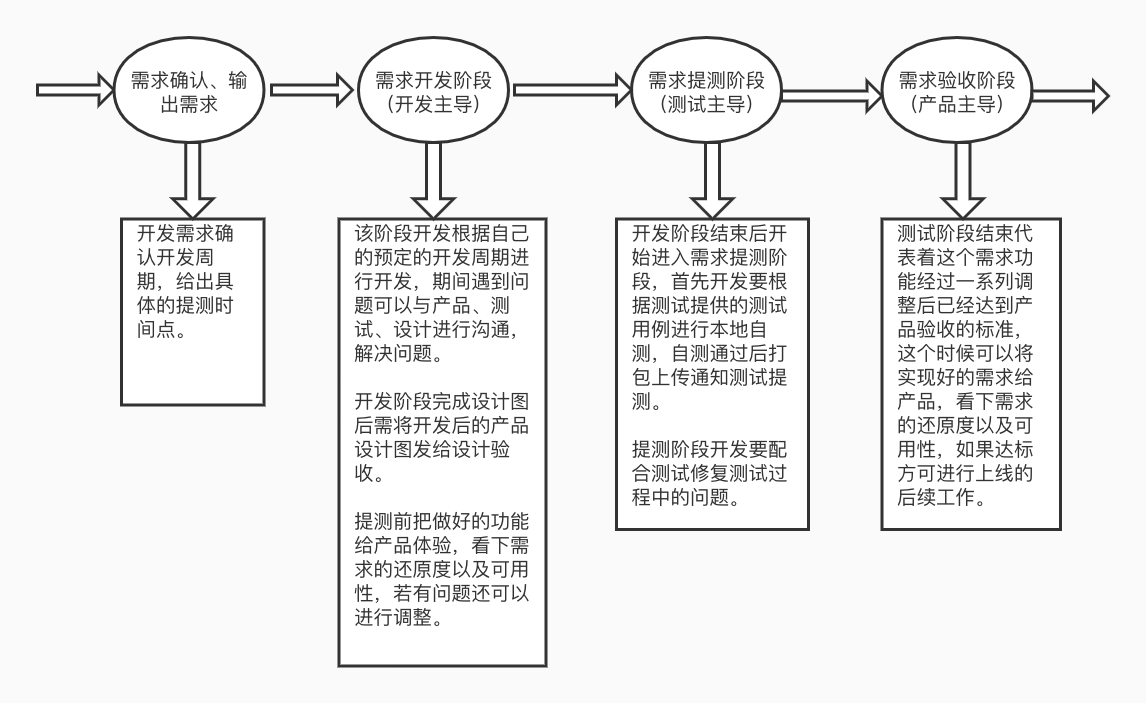 需求确认、输
出需求
需求开发阶段
（开发主导）
需求提测阶段
（测试主导）
需求验收阶段
（产品主导）
开发需求确
认开发周
期，给出具
体的提测时
间点。
该阶段开发根据自己
的预定的开发周期进
行开发，期间遇到问
题可以与产品、测
试、设计进行沟通，
解决问题。
开发阶段完成设计图
后需将开发后的产品
设计图发给设计验
收。
提测前把做好的功能
给产品体验，看下需
求的还原度以及可用
性，若有问题还可以
进行调整。
开发阶段结束后开
始进入需求提测阶
段，首先开发要根
据测试提供的测试
用例进行本地自
测，自测通过后打
包上传通知测试提
测。
提测阶段开发要配
合测试修复测试过
程中的问题。
测试阶段结束代
表着这个需求功
能经过一系列调
整后已经达到产
品验收的标准，
这个时候可以将
实现好的需求给
产品，看下需求
的还原度以及可
用性，如果达标
方可进行上线的
后续工作。